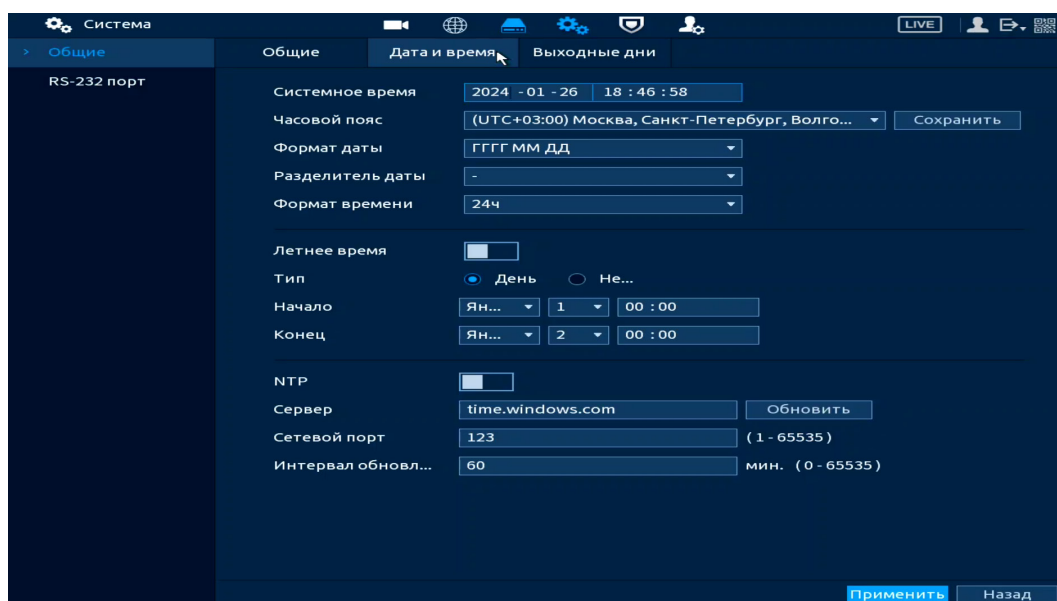 Система LIVE
> Общие Общие Дата и время Выходные дни
RS-232 порт
Системное время 2024 - 01 - 26 18 : 46 : 58
Часовой пояс (UTC+03:00) Москва, Санкт-Петербург, Волго... Сохранить
Формат даты ГГГГ ММ ДД
Разделитель даты -
Формат времени 24ч
Летнее время
Тип День Не...
Начало Ян... 1 00 : 00
Конец Ян... 2 00 : 00
NTP
Сервер time.windows.com Обновить
Сетевой порт 123 (1 - 65535)
Интервал обновл... 60 мин. (0 - 65535)
Применить Назад